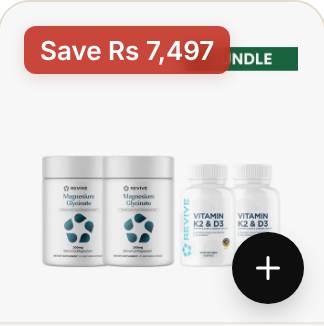 Save Rs 7,497
NDLE
REVIVE
Magnesium
Glycinate
REVIVE
Magnesium
Glycinate
REVIVE
VITAMIN
K2 & D3
VITAMIN
K2 & D3